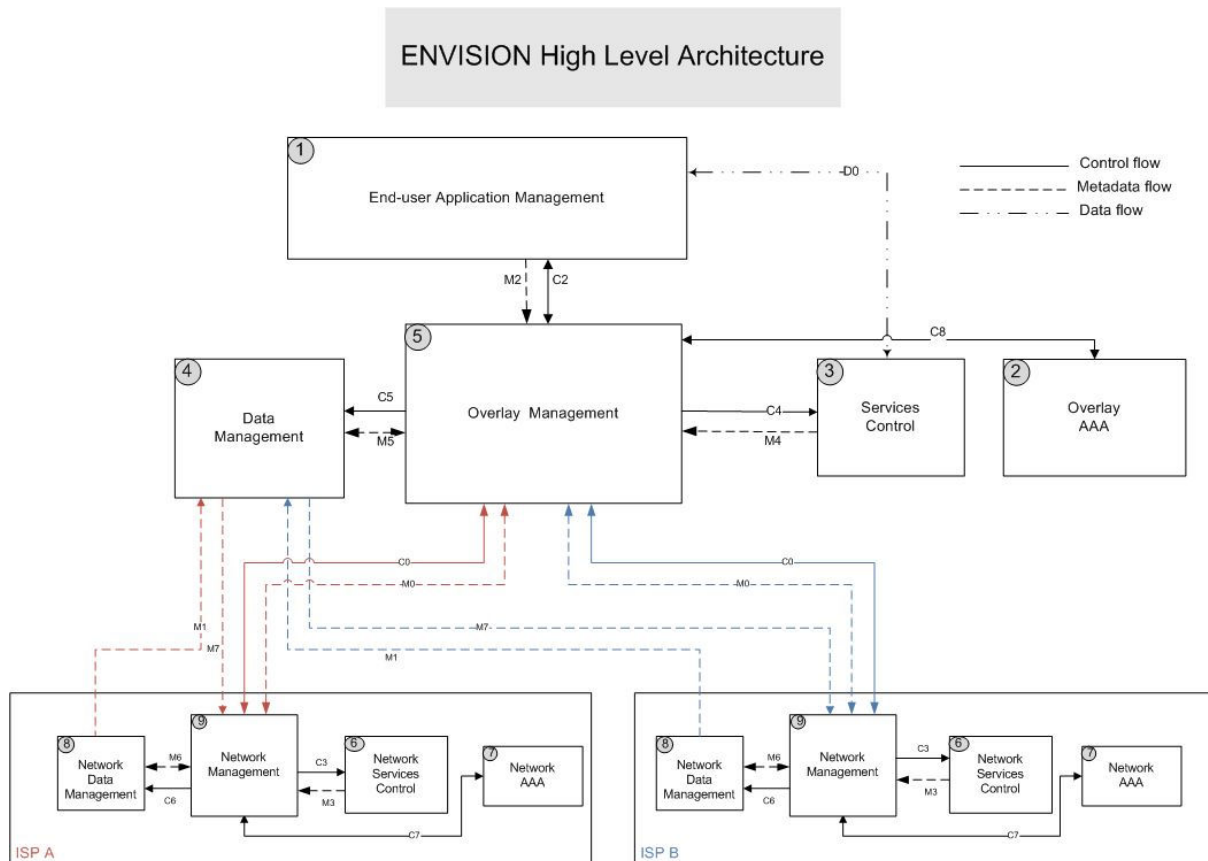 ENVISION High Level Architecture
1
End-user Application Management
D0
Control flow
Metadata flow
Data flow
M2
C2
5
Overlay Management
C8
4
Data
Management
C5
M5
C4
M4
3
Services
Control
2
Overlay
AAA
C0
M0
C0
M0
M1
M7
M7
M1
9
Network
Management
8
Network
Data
Management
M6
C6
C3
M3
6
Network
Services
Control
7
Network
AAA
C7
ISP A
9
Network
Management
8
Network
Data
Management
M6
C6
C3
M3
6
Network
Services
Control
7
Network
AAA
C7
ISP B